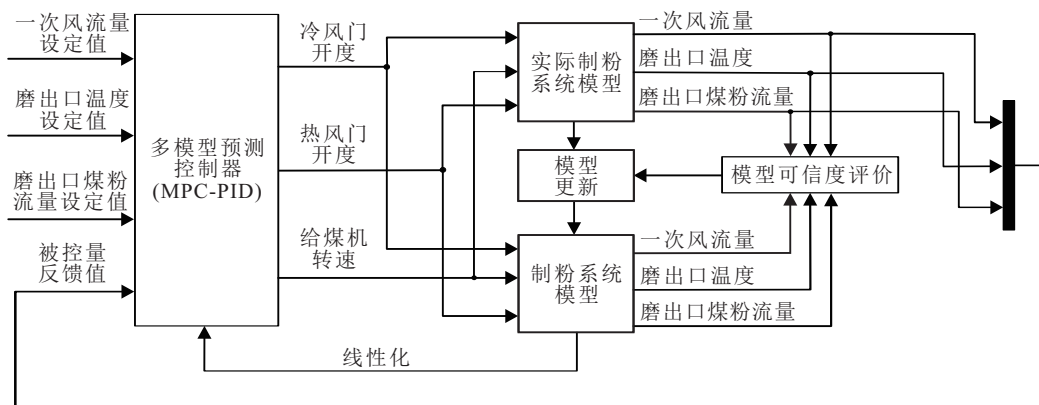 一次风流量
设定值
磨出口温度
设定值
磨出口煤粉
流量设定值
被控量
反馈值
多模型预测
控制器
(MPC-PID)
冷风门
开度
热风门
开度
给煤机
转速
线性化
实际制粉
系统模型
模型
更新
制粉系统
模型
一次风流量
磨出口温度
磨出口煤粉流量
模型可信度评价
一次风流量
磨出口温度
磨出口煤粉流量